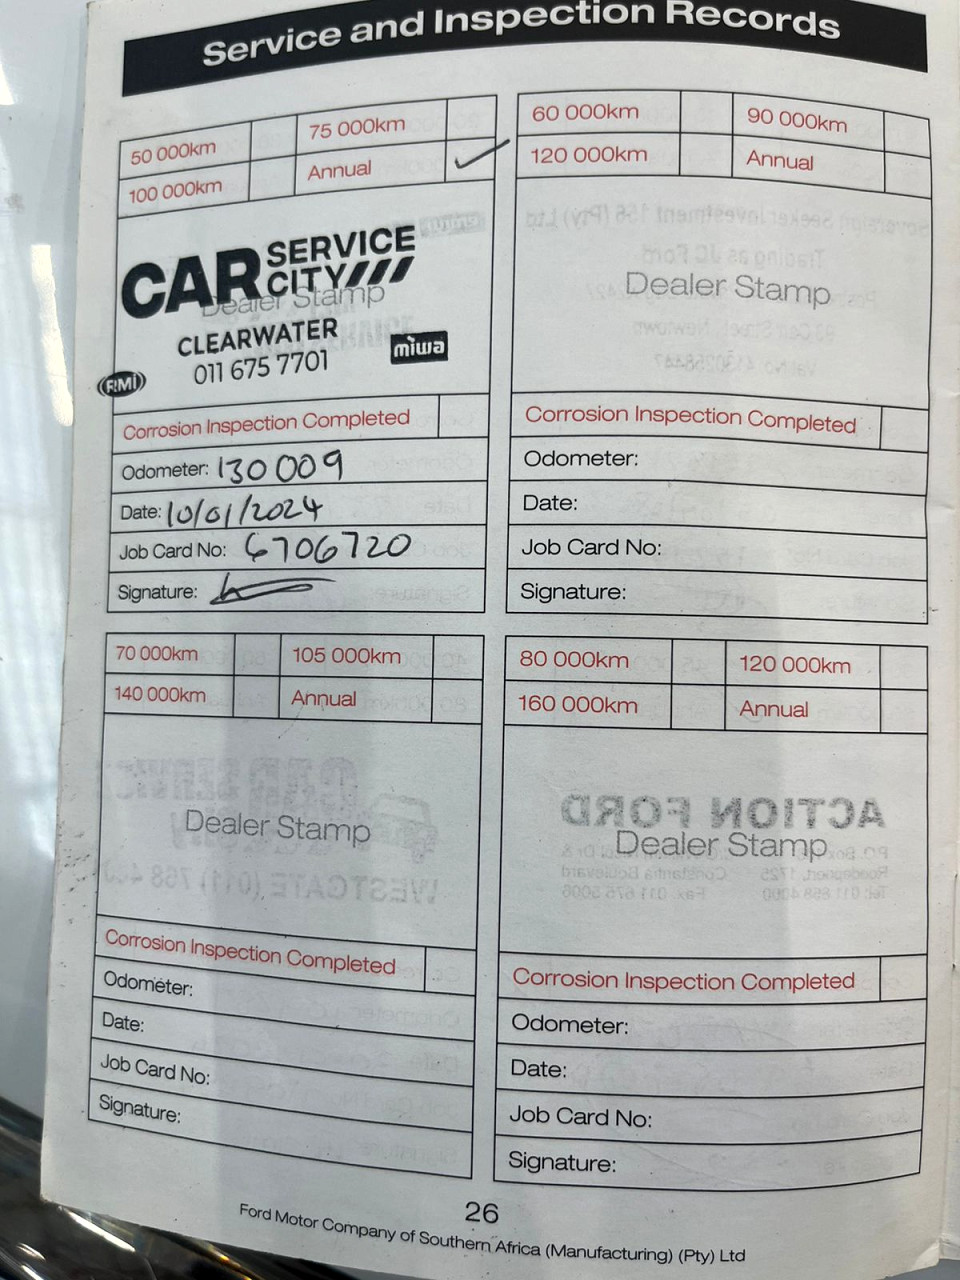 Service and Inspection Records
50 000km 75 000km
100 000km Annual ✓
CAR SERVICE CITY
Dealer Stamp
CLEARWATER
011 675 7701
RMI miwa
Corrosion Inspection Completed
Odometer: 130009
Date: 10/01/2024
Job Card No: 6706720
Signature:
60 000km 90 000km
120 000km Annual
Dealer Stamp
Corrosion Inspection Completed
Odometer:
Date:
Job Card No:
Signature:
70 000km 105 000km
140 000km Annual
Dealer Stamp
Corrosion Inspection Completed
Odometer:
Date:
Job Card No:
Signature:
80 000km 120 000km
160 000km Annual
Dealer Stamp
Corrosion Inspection Completed
Odometer:
Date:
Job Card No:
Signature:
26
Ford Motor Company of Southern Africa (Manufacturing) (Pty) Ltd